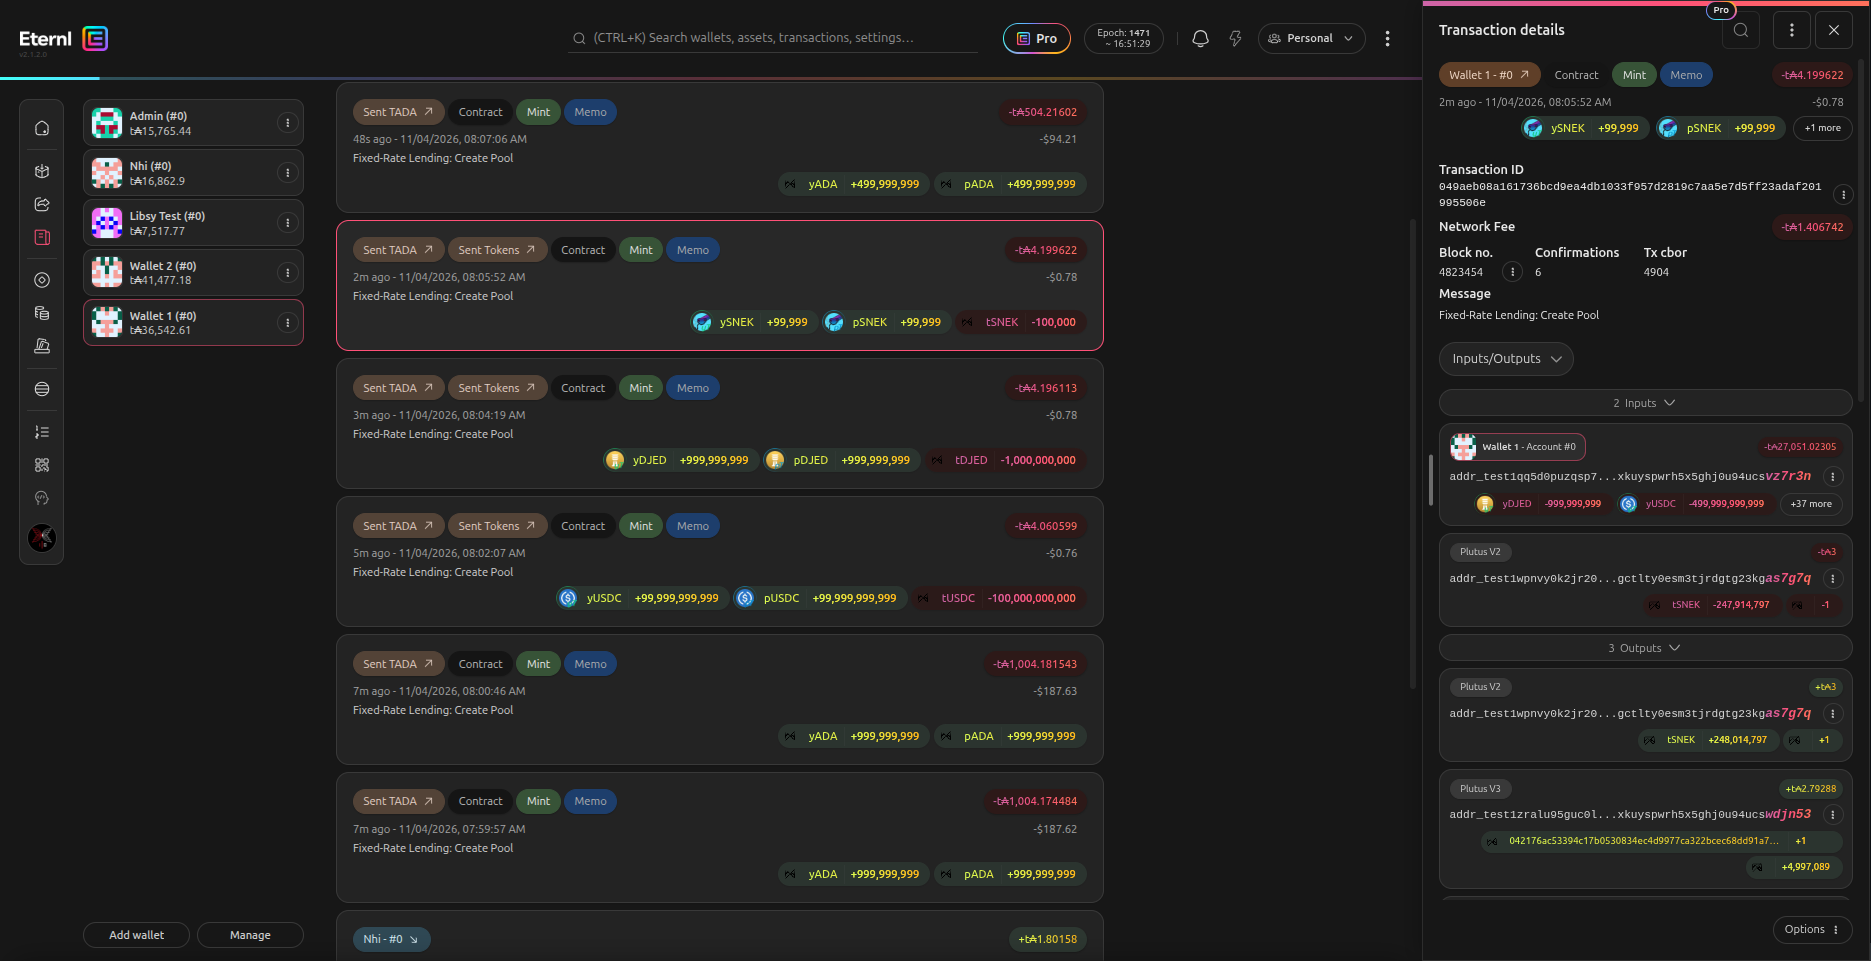 Eternl
v2.1.2.0
(CTRL+K) Search wallets, assets, transactions, settings...
Pro
Epoch: 1471
~ 16:51:29
Personal
Admin (#0)
t₳15,765.44
Nhi (#0)
t₳16,862.9
Libsy Test (#0)
t₳7,517.77
Wallet 2 (#0)
t₳41,477.18
Wallet 1 (#0)
t₳36,542.61
Add wallet
Manage
Sent TADA ↗ Contract Mint Memo -t₳504.21602
48s ago - 11/04/2026, 08:07:06 AM -$94.21
Fixed-Rate Lending: Create Pool
yADA +499,999,999 pADA +499,999,999
Sent TADA ↗ Sent Tokens ↗ Contract Mint Memo -t₳4.199622
2m ago - 11/04/2026, 08:05:52 AM -$0.78
Fixed-Rate Lending: Create Pool
ySNEK +99,999 pSNEK +99,999 tSNEK -100,000
Sent TADA ↗ Sent Tokens ↗ Contract Mint Memo -t₳4.196113
3m ago - 11/04/2026, 08:04:19 AM -$0.78
Fixed-Rate Lending: Create Pool
yDJED +999,999,999 pDJED +999,999,999 tDJED -1,000,000,000
Sent TADA ↗ Sent Tokens ↗ Contract Mint Memo -t₳4.060599
5m ago - 11/04/2026, 08:02:07 AM -$0.76
Fixed-Rate Lending: Create Pool
yUSDC +99,999,999,999 pUSDC +99,999,999,999 tUSDC -100,000,000,000
Sent TADA ↗ Contract Mint Memo -t₳1,004.181543
7m ago - 11/04/2026, 08:00:46 AM -$187.63
Fixed-Rate Lending: Create Pool
yADA +999,999,999 pADA +999,999,999
Sent TADA ↗ Contract Mint Memo -t₳1,004.174484
7m ago - 11/04/2026, 07:59:57 AM -$187.62
Fixed-Rate Lending: Create Pool
yADA +999,999,999 pADA +999,999,999
Nhi - #0 ↘ +t₳1.80158
Pro
Transaction details
Wallet 1 - #0 ↗ Contract Mint Memo -t₳4.199622
2m ago - 11/04/2026, 08:05:52 AM -$0.78
ySNEK +99,999 pSNEK +99,999 +1 more
Transaction ID
049aeb08a161736bcd9ea4db1033f957d2819c7aa5e7d5ff23adaf201
995506e
Network Fee -t₳1.406742
Block no. Confirmations Tx cbor
4823454 6 4904
Message
Fixed-Rate Lending: Create Pool
Inputs/Outputs
2 Inputs
Wallet 1 - Account #0 -t₳27,051.02305
addr_test1qq5d0puzqsp7...xkuyspwrh5x5ghj0u94ucsvz7r3n
yDJED -999,999,999 yUSDC -499,999,999,999 +37 more
Plutus V2 -t₳3
addr_test1wpnvy0k2jr20...gctlty0esm3tjrdgtg23kgas7g7q
tSNEK -247,914,797 -1
3 Outputs
Plutus V2 +t₳3
addr_test1wpnvy0k2jr20...gctlty0esm3tjrdgtg23kgas7g7q
tSNEK +248,014,797 +1
Plutus V3 +t₳2.79288
addr_test1zralu95guc0l...xkuyspwrh5x5ghj0u94ucswdjn53
042176ac53394c17b0530834ec4d9977ca322bcec68dd91a7... +1
+4,997,089
Options